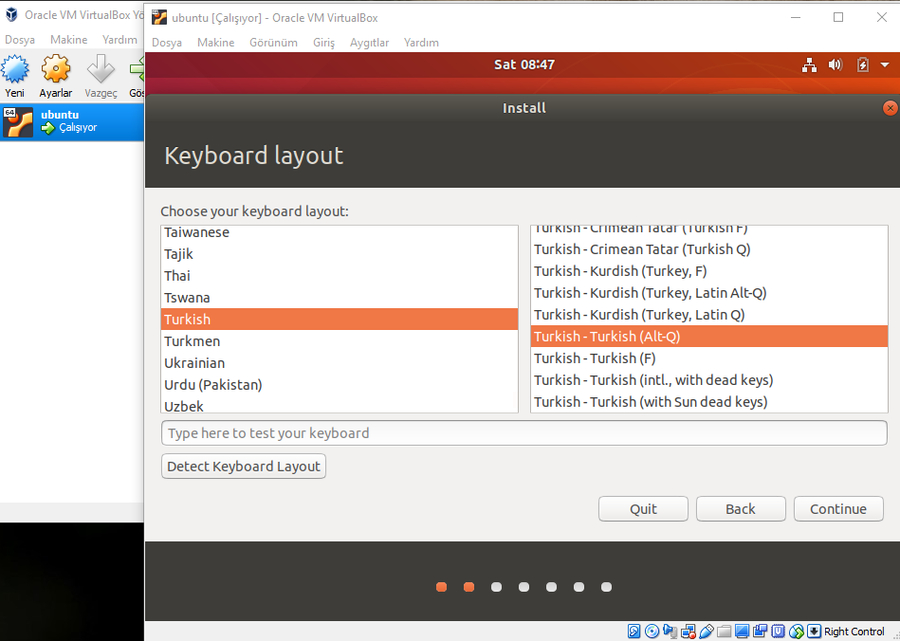 Oracle VM VirtualBox Yö
Dosya Makine Yardım
Yeni Ayarlar Vazgeç Gös
64
ubuntu
Çalışıyor
ubuntu [Çalışıyor] - Oracle VM VirtualBox
Dosya Makine Görünüm Giriş Aygıtlar Yardım
Sat 08:47
Install
Keyboard layout
Choose your keyboard layout:
Taiwanese
Tajik
Thai
Tswana
Turkish
Turkmen
Ukrainian
Urdu (Pakistan)
Uzbek
Turkish - Crimean Tatar (Turkish F)
Turkish - Crimean Tatar (Turkish Q)
Turkish - Kurdish (Turkey, F)
Turkish - Kurdish (Turkey, Latin Alt-Q)
Turkish - Kurdish (Turkey, Latin Q)
Turkish - Turkish (Alt-Q)
Turkish - Turkish (F)
Turkish - Turkish (intl., with dead keys)
Turkish - Turkish (with Sun dead keys)
Type here to test your keyboard
Detect Keyboard Layout
Quit Back Continue
Right Control